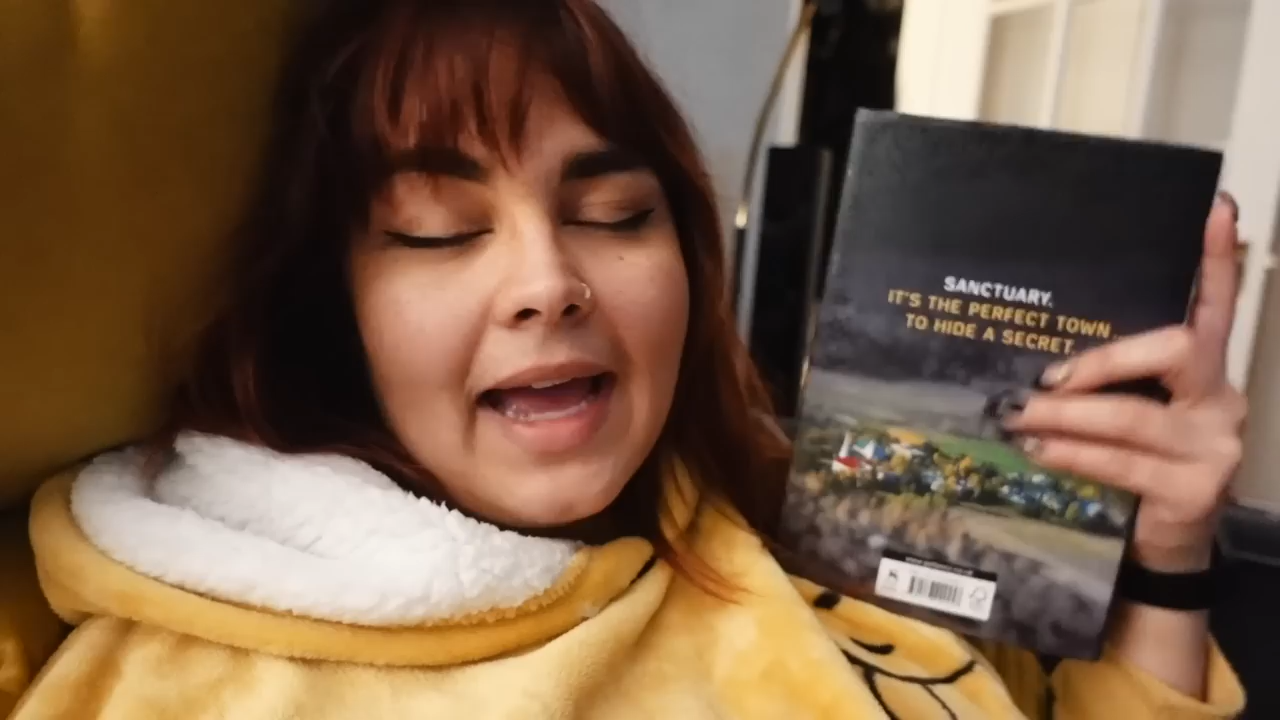 SANCTUARY.
IT'S THE PERFECT TOWN
TO HIDE A SECRET.